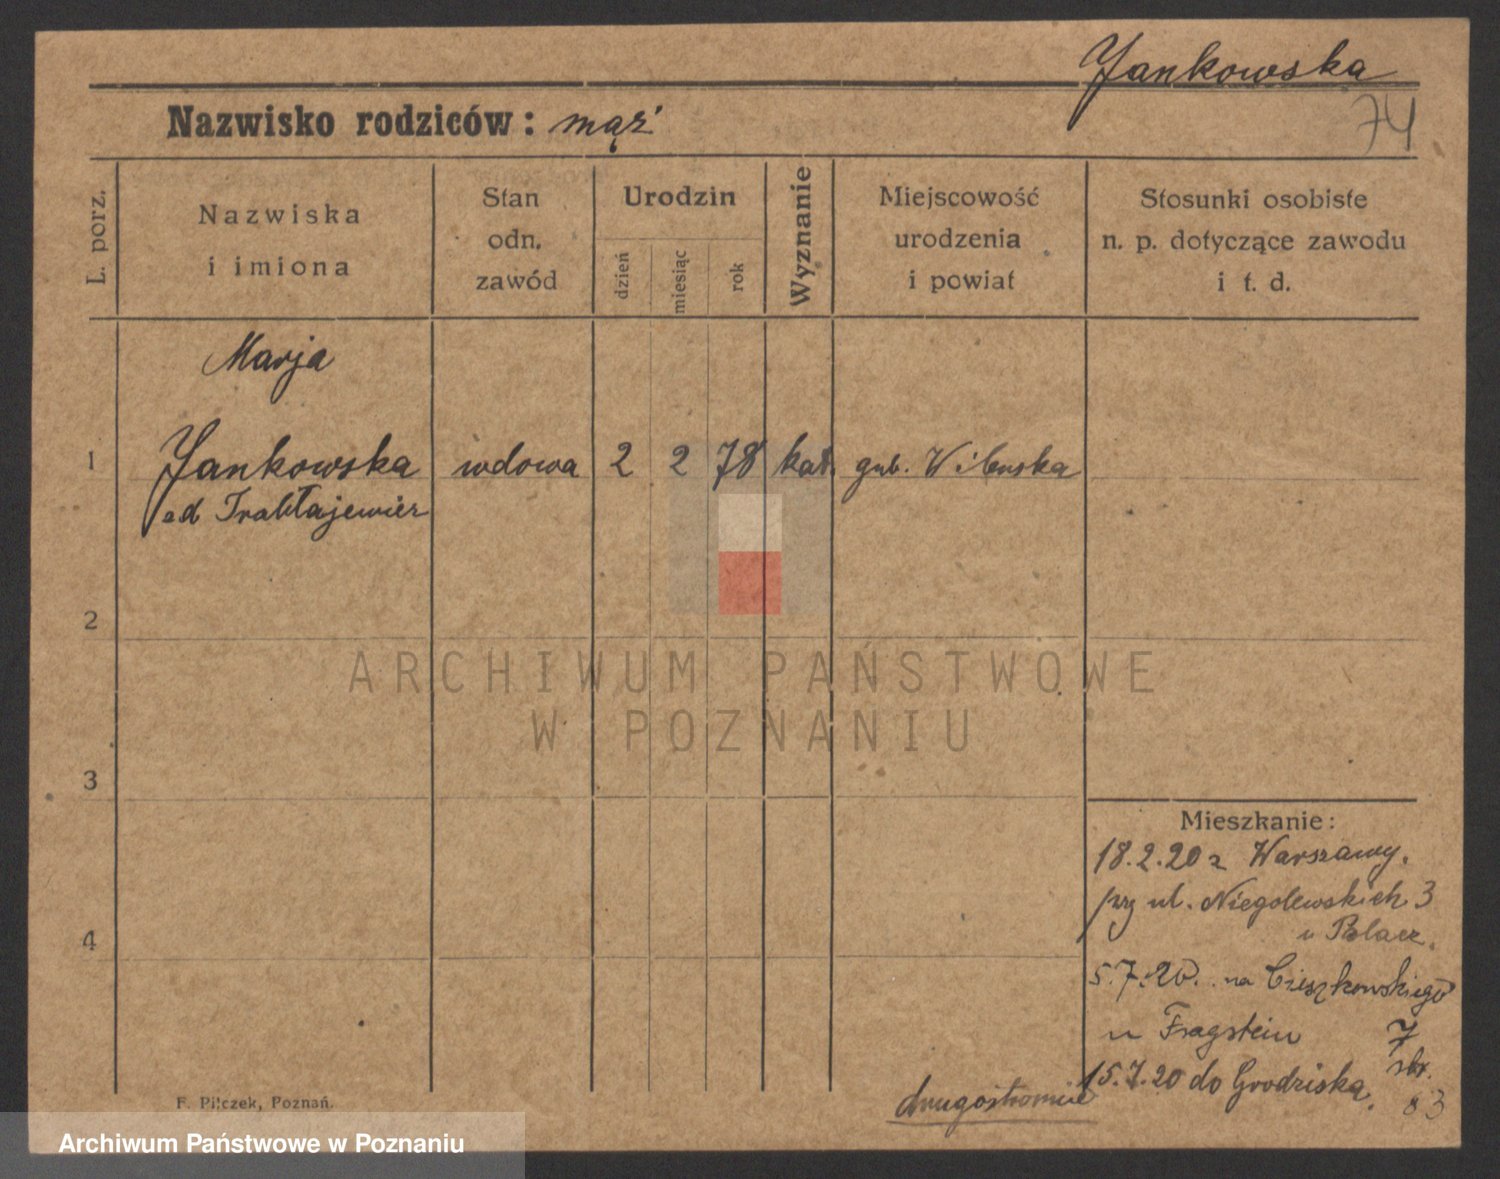 Jankowska
74
Nazwisko rodziców: mąż
L. porz.
Nazwiska
i imiona
Stan
odn.
zawód
Urodzin
dzień
miesiąc
rok
Wyznanie
Miejscowość
urodzenia
i powiat
Stosunki osobiste
n. p. dotyczące zawodu
i t. d.
Marja
1 Jankowska wdowa 2 2 78 kat. gub. Wilenska
2
3
4
Mieszkanie:
18.2.20 z Warszawy.
przy ul. Niegolewskich 3
5.7.20. na Cieszkowskiego
u Fragstein 7
15.7.20 do Grodziska.
F. Pilczek, Poznań.
ARCHIWUM PAŃSTWOWE
W POZNANIU
Archiwum Państwowe w Poznaniu